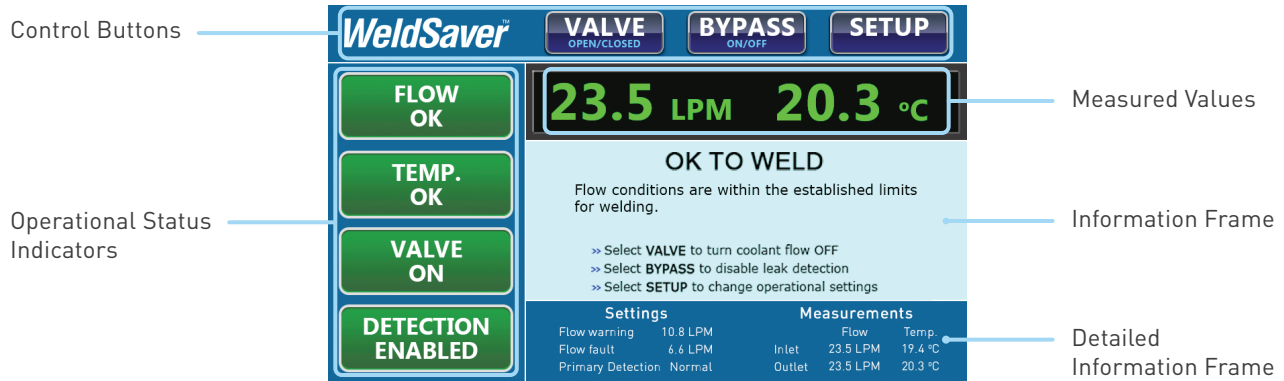 Control Buttons
WeldSaver™
VALVE
OPEN/CLOSED
BYPASS
ON/OFF
SETUP
FLOW
OK
TEMP.
OK
VALVE
ON
DETECTION
ENABLED
Operational Status
Indicators
23.5 LPM 20.3 ºC
Measured Values
OK TO WELD
Flow conditions are within the established limits
for welding.
» Select VALVE to turn coolant flow OFF
» Select BYPASS to disable leak detection
» Select SETUP to change operational settings
Information Frame
Settings
Flow warning 10.8 LPM
Flow fault 6.6 LPM
Primary Detection Normal
Measurements
Flow Temp.
Inlet 23.5 LPM 19.4 ºC
Outlet 23.5 LPM 20.3 ºC
Detailed
Information Frame